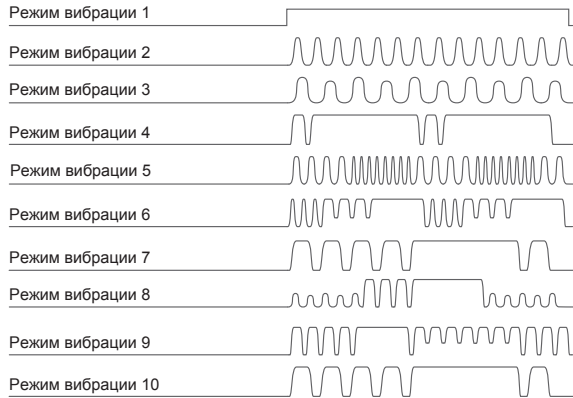 Режим вибрации 1
Режим вибрации 2
Режим вибрации 3
Режим вибрации 4
Режим вибрации 5
Режим вибрации 6
Режим вибрации 7
Режим вибрации 8
Режим вибрации 9
Режим вибрации 10